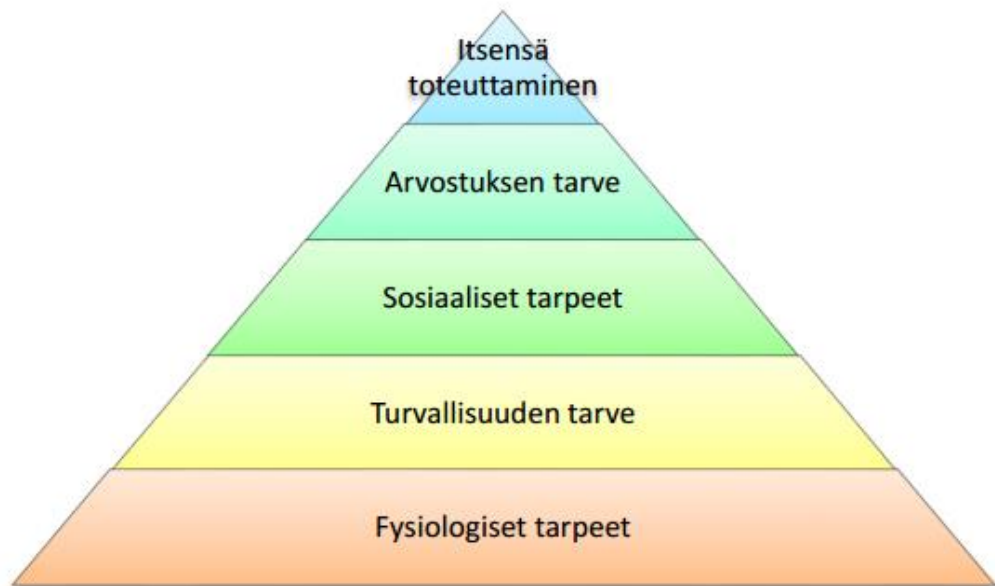 Itsensä
toteuttaminen
Arvostuksen tarve
Sosiaaliset tarpeet
Turvallisuuden tarve
Fysiologiset tarpeet